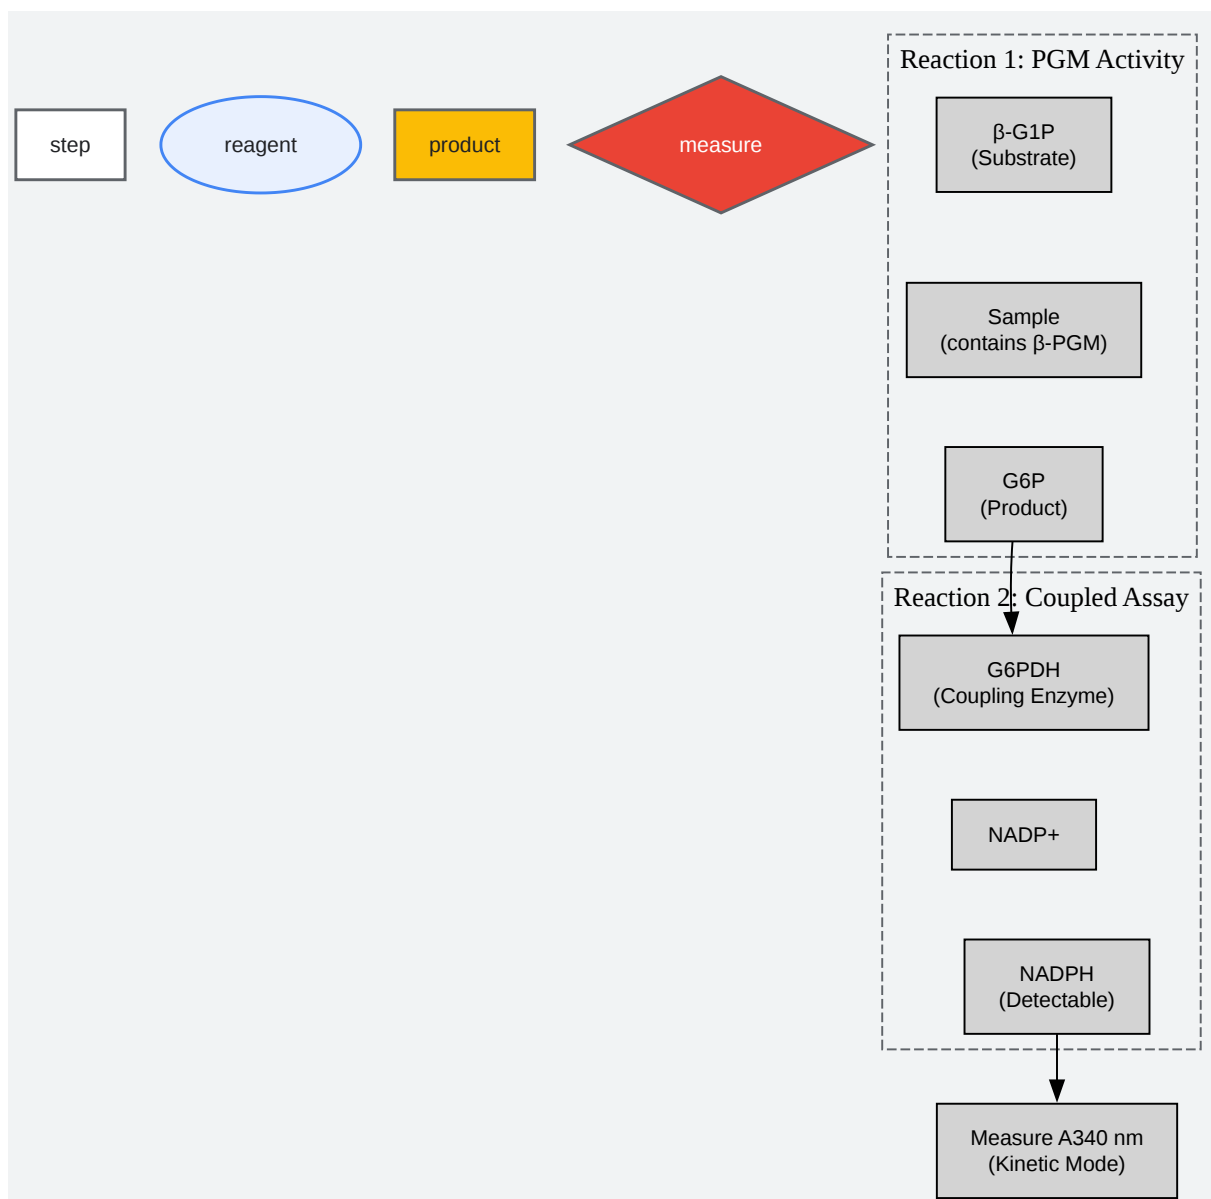 step
reagent
product
measure
Reaction 1: PGM Activity
β-G1P
(Substrate)
Sample
(contains β-PGM)
G6P
(Product)
Reaction 2: Coupled Assay
G6PDH
(Coupling Enzyme)
NADP+
NADPH
(Detectable)
Measure A340 nm
(Kinetic Mode)